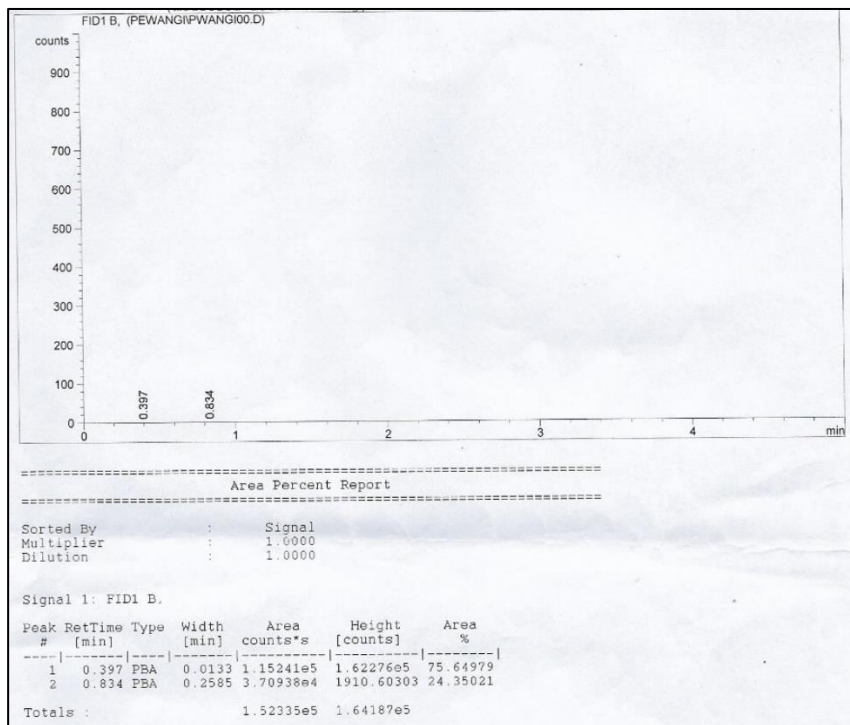 FID1 B, (PEWANGI\PWANGI00.D)
counts
900
800
700
600
500
400
300
200
100
0
0.397
0.834
0 1 2 3 4 min
==================================================================
Area Percent Report
==================================================================
Sorted By : Signal
Multiplier : 1.0000
Dilution : 1.0000
Signal 1: FID1 B,
Peak RetTime Type Width Area Height Area
# [min] [min] counts*s [counts] %
----|-------|----|-------|----------|----------|--------|
1 0.397 PBA 0.0133 1.15241e5 1.62276e5 75.64979
2 0.834 PBA 0.2585 3.70938e4 1910.60303 24.35021
Totals : 1.52335e5 1.64187e5